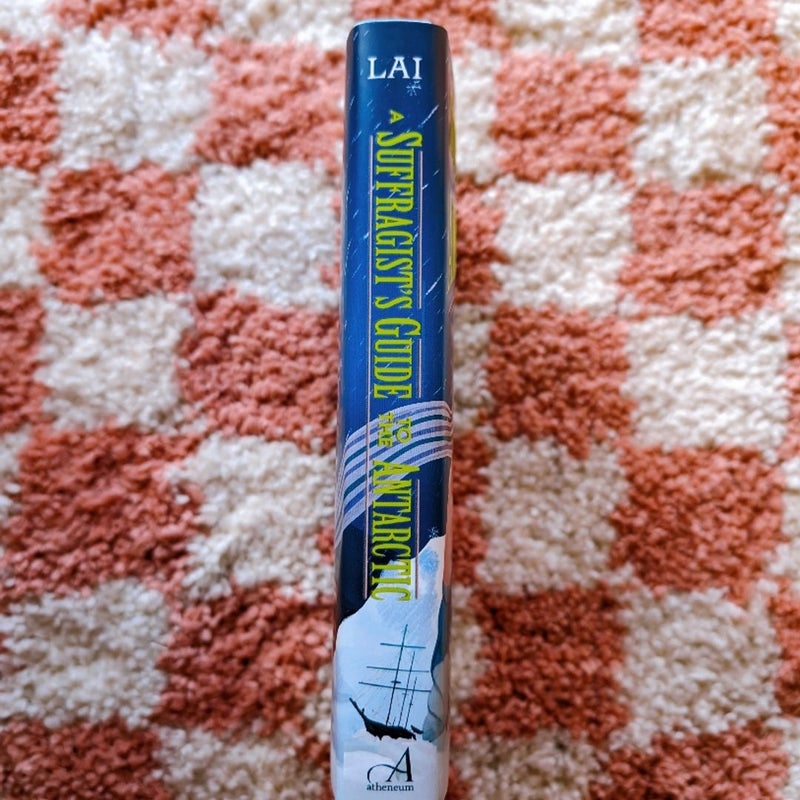 LAI
A SUFFRAGIST'S GUIDE TO THE ANTARCTIC
A
atheneum